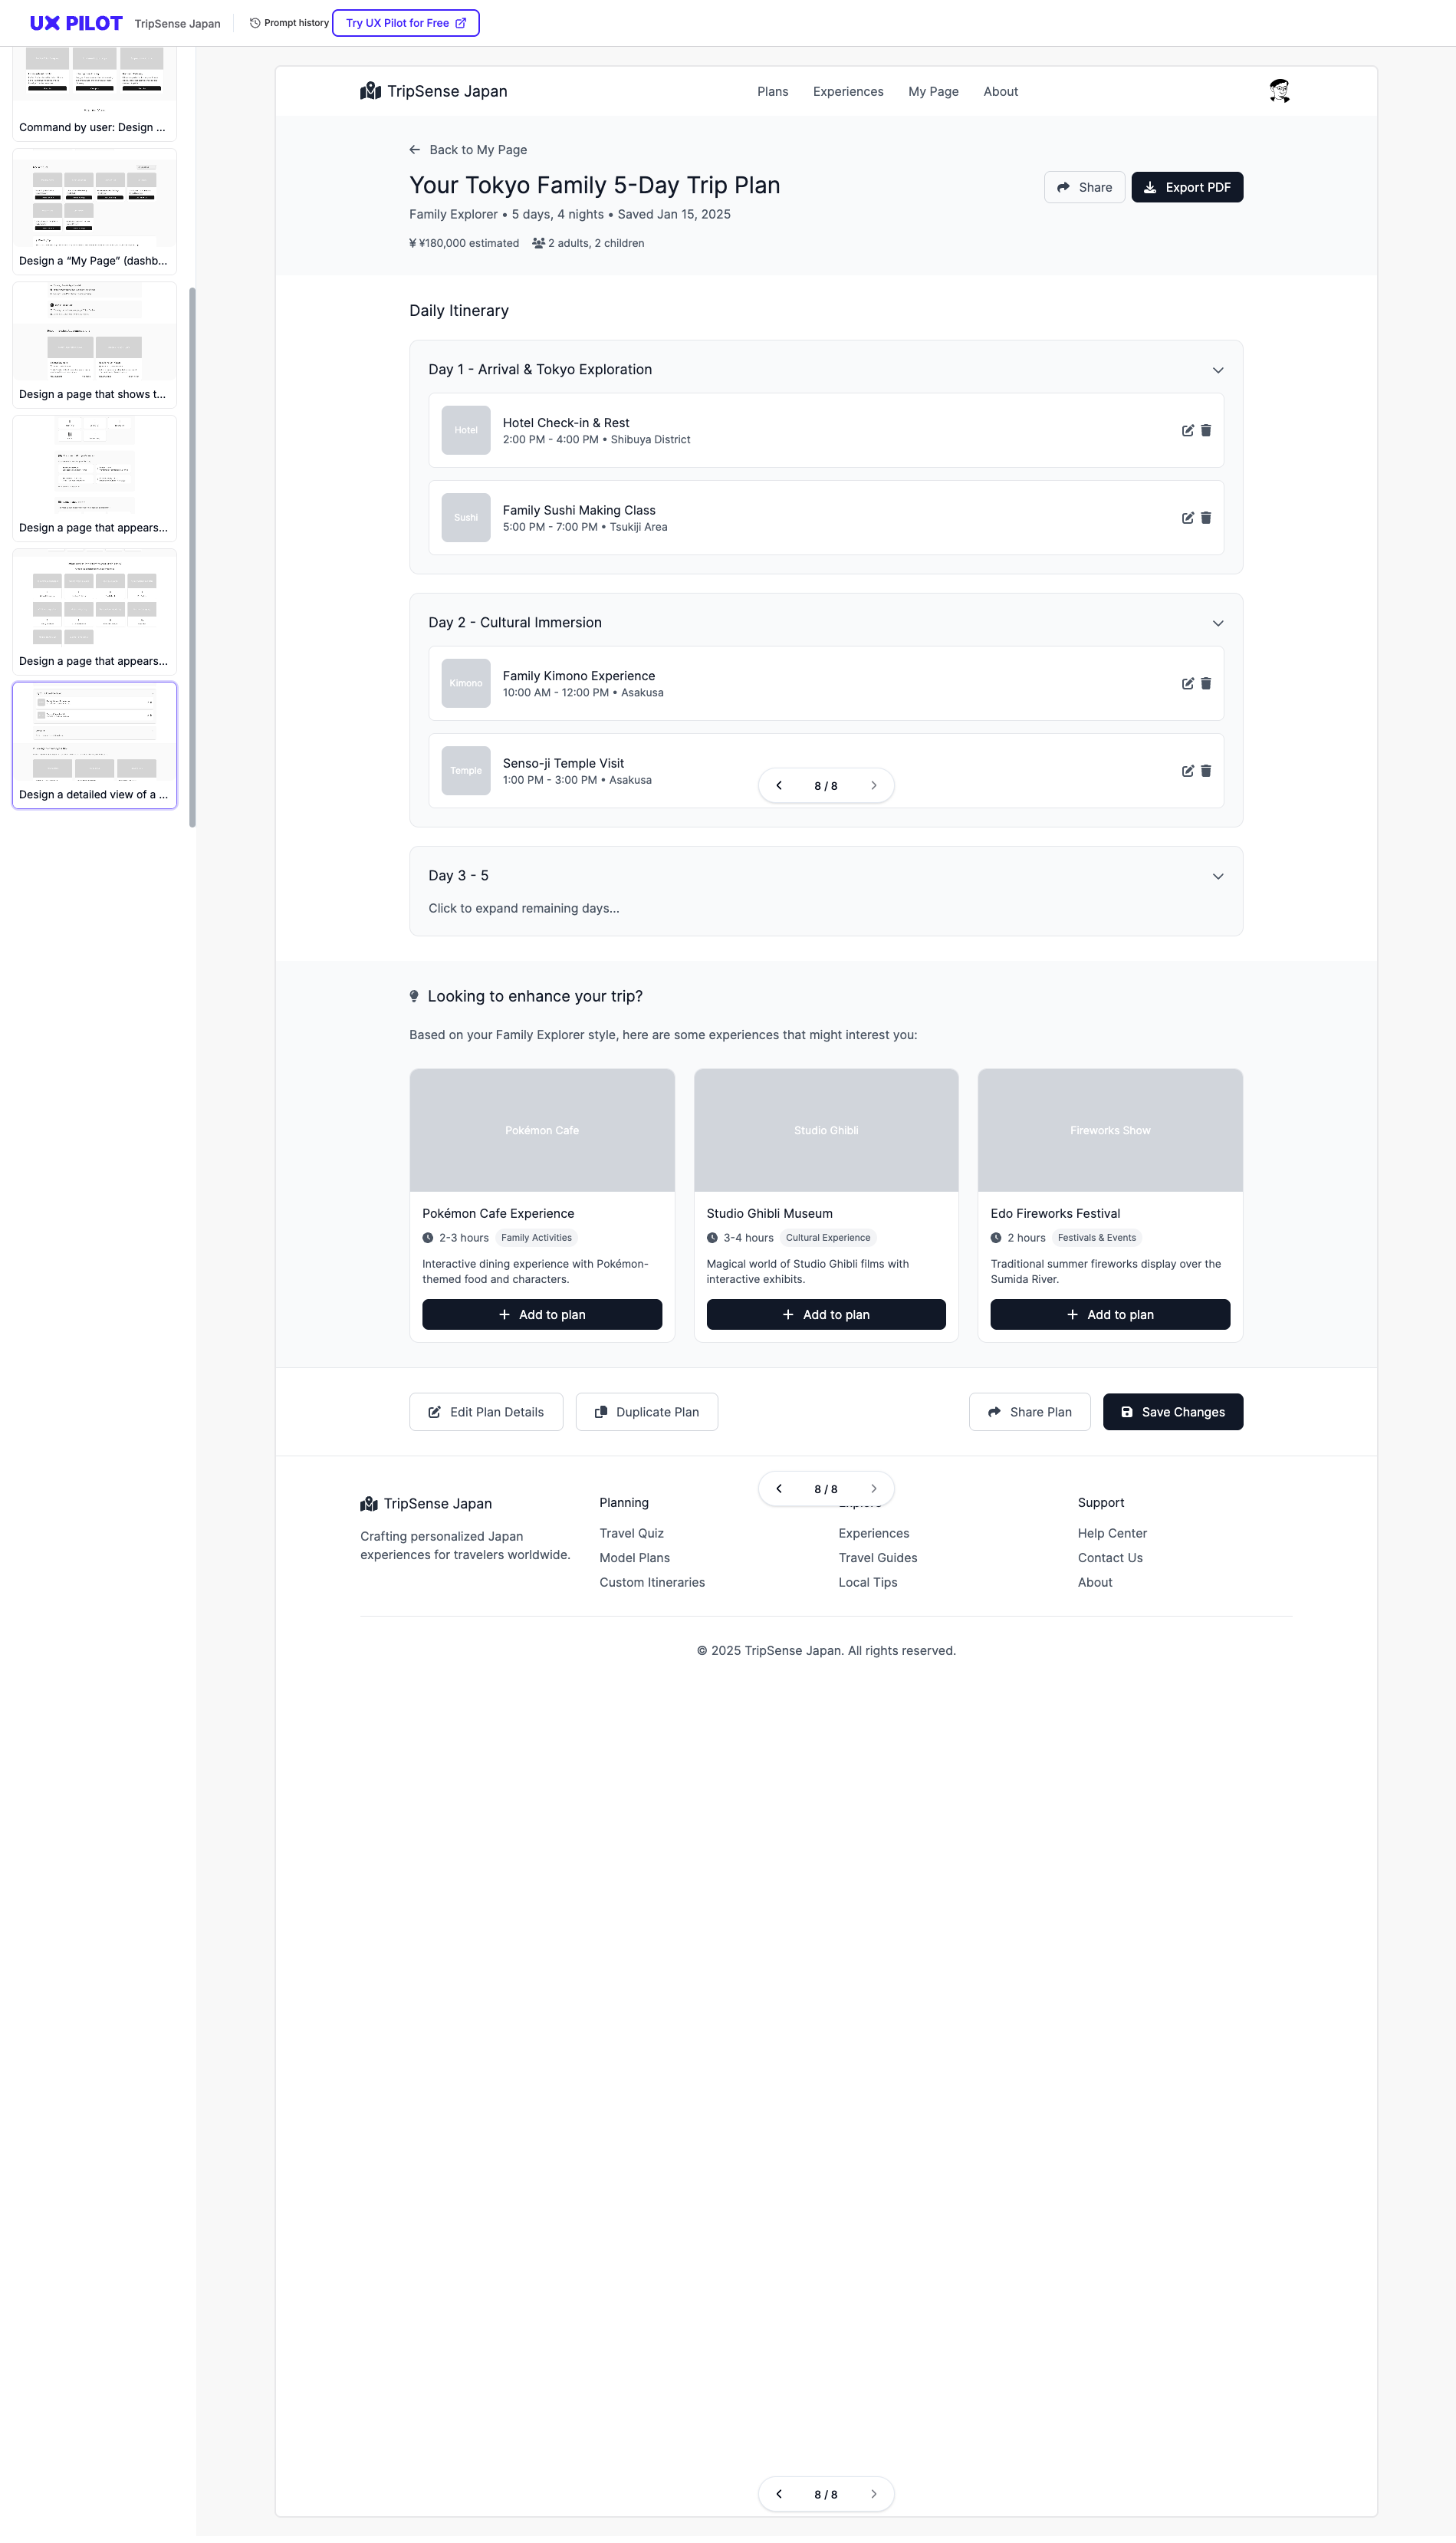 UX PILOT
TripSense Japan
Prompt history
Try UX Pilot for Free
Command by user: Design ...
Design a “My Page” (dashb...
Design a page that shows t...
Design a page that appears...
Design a page that appears...
Design a detailed view of a ...
TripSense Japan
Plans
Experiences
My Page
About
Back to My Page
Your Tokyo Family 5-Day Trip Plan
Share
Export PDF
Family Explorer • 5 days, 4 nights • Saved Jan 15, 2025
¥ ¥180,000 estimated
2 adults, 2 children
Daily Itinerary
Day 1 - Arrival & Tokyo Exploration
Hotel
Hotel Check-in & Rest
2:00 PM - 4:00 PM • Shibuya District
Sushi
Family Sushi Making Class
5:00 PM - 7:00 PM • Tsukiji Area
Day 2 - Cultural Immersion
Kimono
Family Kimono Experience
10:00 AM - 12:00 PM • Asakusa
Temple
Senso-ji Temple Visit
1:00 PM - 3:00 PM • Asakusa
8 / 8
Day 3 - 5
Click to expand remaining days...
Looking to enhance your trip?
Based on your Family Explorer style, here are some experiences that might interest you:
Pokémon Cafe
Pokémon Cafe Experience
2-3 hours
Family Activities
Interactive dining experience with Pokémon-
themed food and characters.
Add to plan
Studio Ghibli
Studio Ghibli Museum
3-4 hours
Cultural Experience
Magical world of Studio Ghibli films with
interactive exhibits.
Add to plan
Fireworks Show
Edo Fireworks Festival
2 hours
Festivals & Events
Traditional summer fireworks display over the
Sumida River.
Add to plan
Edit Plan Details
Duplicate Plan
Share Plan
Save Changes
8 / 8
TripSense Japan
Crafting personalized Japan
experiences for travelers worldwide.
Planning
Travel Quiz
Model Plans
Custom Itineraries
Experiences
Travel Guides
Local Tips
Support
Help Center
Contact Us
About
© 2025 TripSense Japan. All rights reserved.
8 / 8